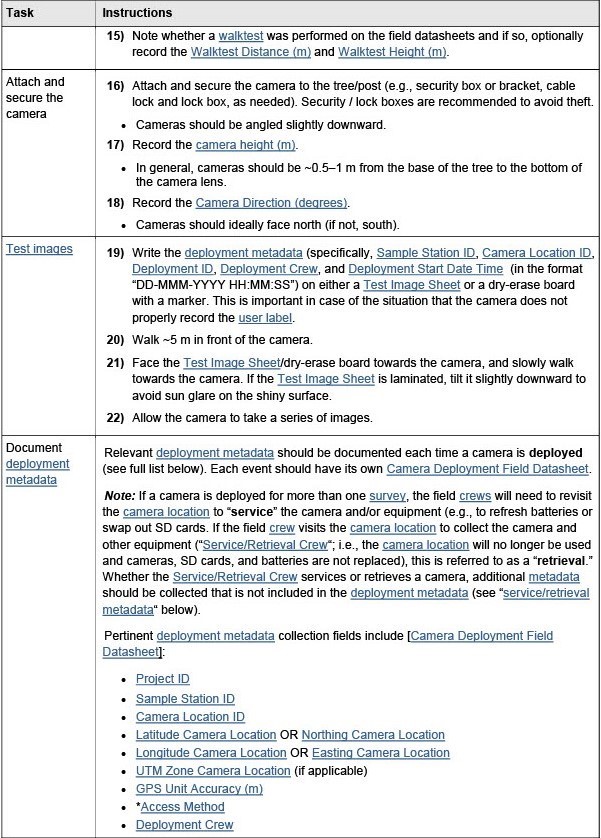 Task
Instructions
15) Note whether a walktest was performed on the field datasheets and if so, optionally
record the Walktest Distance (m) and Walktest Height (m).
Attach and
secure the
camera
16) Attach and secure the camera to the tree/post (e.g., security box or bracket, cable
lock and lock box, as needed). Security / lock boxes are recommended to avoid theft.
• Cameras should be angled slightly downward.
17) Record the camera height (m).
• In general, cameras should be ~0.5–1 m from the base of the tree to the bottom of
the camera lens.
18) Record the Camera Direction (degrees).
• Cameras should ideally face north (if not, south).
Test images
19) Write the deployment metadata (specifically, Sample Station ID, Camera Location ID,
Deployment ID, Deployment Crew, and Deployment Start Date Time (in the format
“DD-MMM-YYYY HH:MM:SS”) on either a Test Image Sheet or a dry-erase board
with a marker. This is important in case of the situation that the camera does not
properly record the user label.
20) Walk ~5 m in front of the camera.
21) Face the Test Image Sheet/dry-erase board towards the camera, and slowly walk
towards the camera. If the Test Image Sheet is laminated, tilt it slightly downward to
avoid sun glare on the shiny surface.
22) Allow the camera to take a series of images.
Document
deployment
metadata
Relevant deployment metadata should be documented each time a camera is deployed
(see full list below). Each event should have its own Camera Deployment Field Datasheet.
Note: If a camera is deployed for more than one survey, the field crews will need to revisit
the camera location to “service” the camera and/or equipment (e.g., to refresh batteries or
swap out SD cards. If the field crew visits the camera location to collect the camera and
other equipment (“Service/Retrieval Crew“; i.e., the camera location will no longer be used
and cameras, SD cards, and batteries are not replaced), this is referred to as a “retrieval.”
Whether the Service/Retrieval Crew services or retrieves a camera, additional metadata
should be collected that is not included in the deployment metadata (see “service/retrieval
metadata“ below).
Pertinent deployment metadata collection fields include [Camera Deployment Field
Datasheet]:
• Project ID
• Sample Station ID
• Camera Location ID
• Latitude Camera Location OR Northing Camera Location
• Longitude Camera Location OR Easting Camera Location
• UTM Zone Camera Location (if applicable)
• GPS Unit Accuracy (m)
• *Access Method
• Deployment Crew